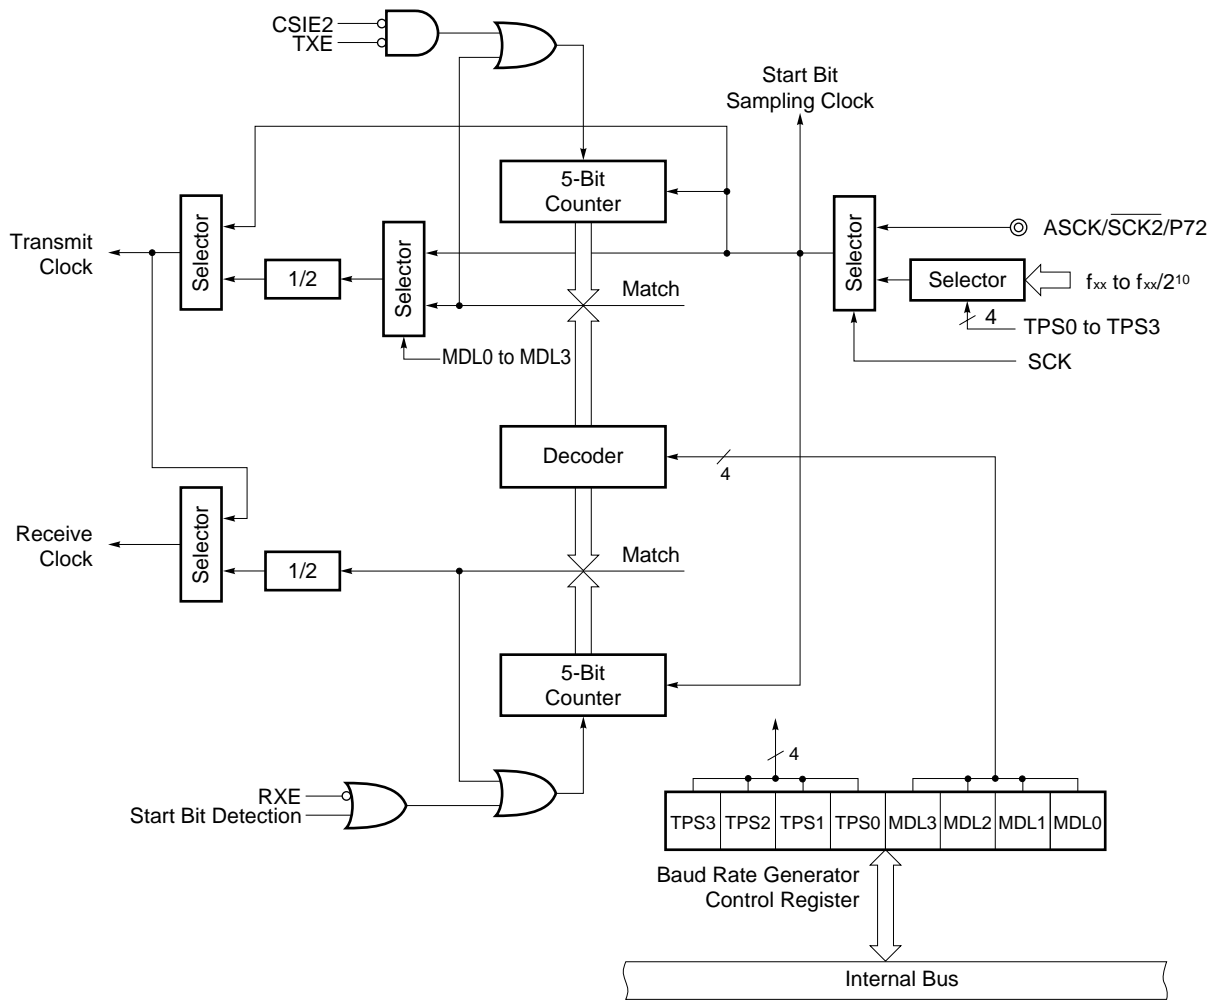 CSIE2
TXE
Start Bit
Sampling Clock
5-Bit
Counter
Selector
Selector
Selector
ASCK/S̅C̅K̅2̅/P72
Transmit
Clock
1/2
Match
Selector
fxx to fxx/2¹⁰
4
TPS0 to TPS3
MDL0 to MDL3
SCK
Decoder
4
Selector
Receive
Clock
1/2
Match
5-Bit
Counter
4
RXE
Start Bit Detection
TPS3 TPS2 TPS1 TPS0 MDL3 MDL2 MDL1 MDL0
Baud Rate Generator
Control Register
Internal Bus